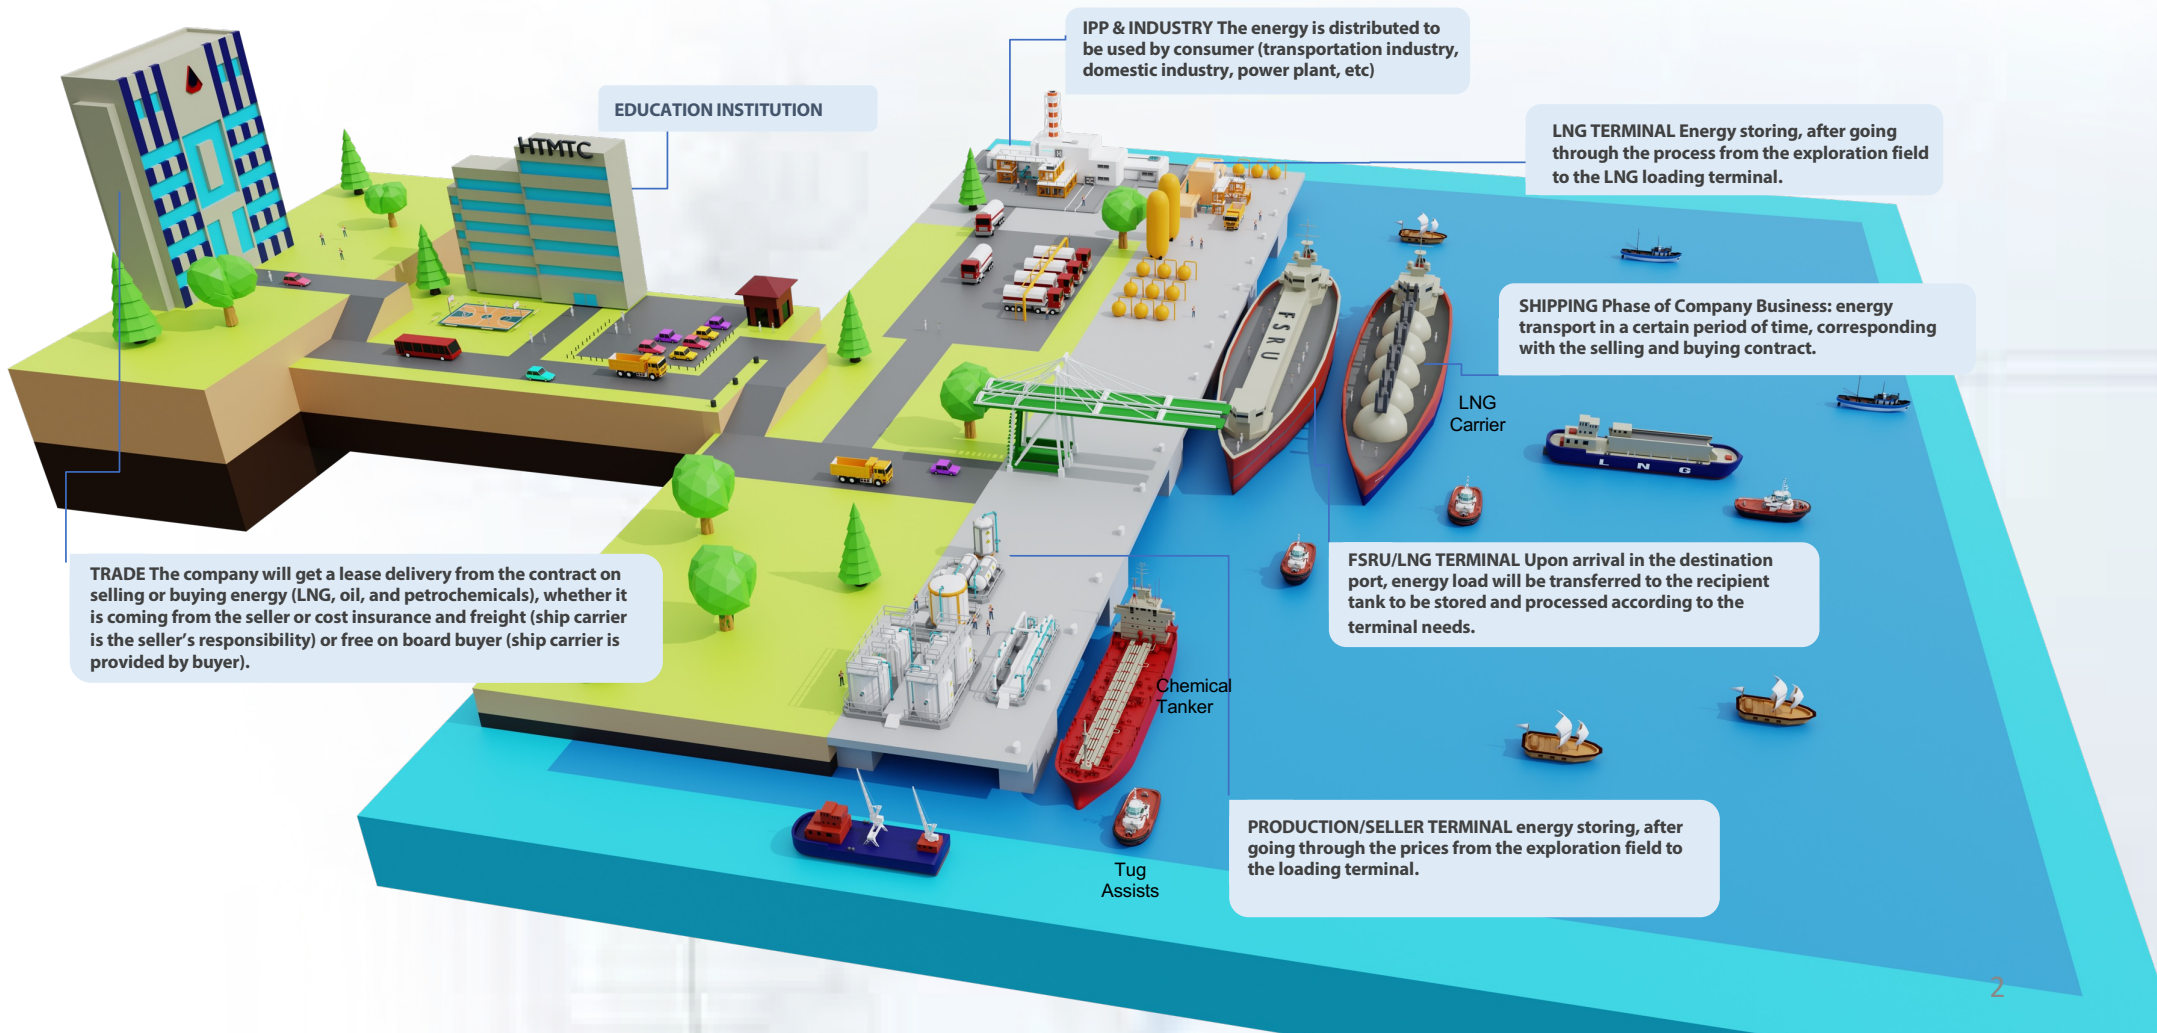 IPP & INDUSTRY The energy is distributed to
be used by consumer (transportation industry,
domestic industry, power plant, etc)
EDUCATION INSTITUTION
HTMTC
LNG TERMINAL Energy storing, after going
through the process from the exploration field
to the LNG loading terminal.
SHIPPING Phase of Company Business: energy
transport in a certain period of time, corresponding
with the selling and buying contract.
FSRU
LNG
Carrier
LNG
FSRU/LNG TERMINAL Upon arrival in the destination
port, energy load will be transferred to the recipient
tank to be stored and processed according to the
terminal needs.
TRADE The company will get a lease delivery from the contract on
selling or buying energy (LNG, oil, and petrochemicals), whether it
is coming from the seller or cost insurance and freight (ship carrier
is the seller’s responsibility) or free on board buyer (ship carrier is
provided by buyer).
Chemical
Tanker
PRODUCTION/SELLER TERMINAL energy storing, after
going through the prices from the exploration field to
the loading terminal.
Tug
Assists
2